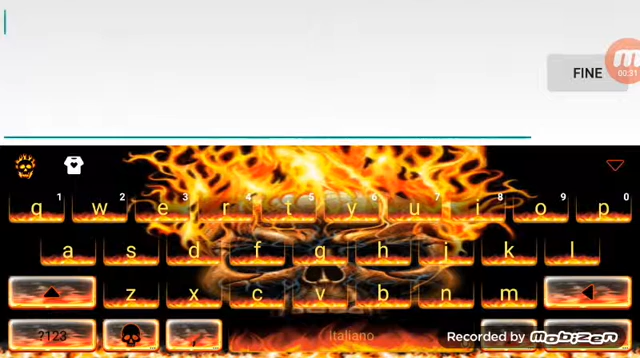 FINE
00:31
1 2 3 4 5 6 7 8 9 0
q w e r t y u i o p
a s d f g h j k l
z x c v b n m
?123 , Italiano
Recorded by mobizen